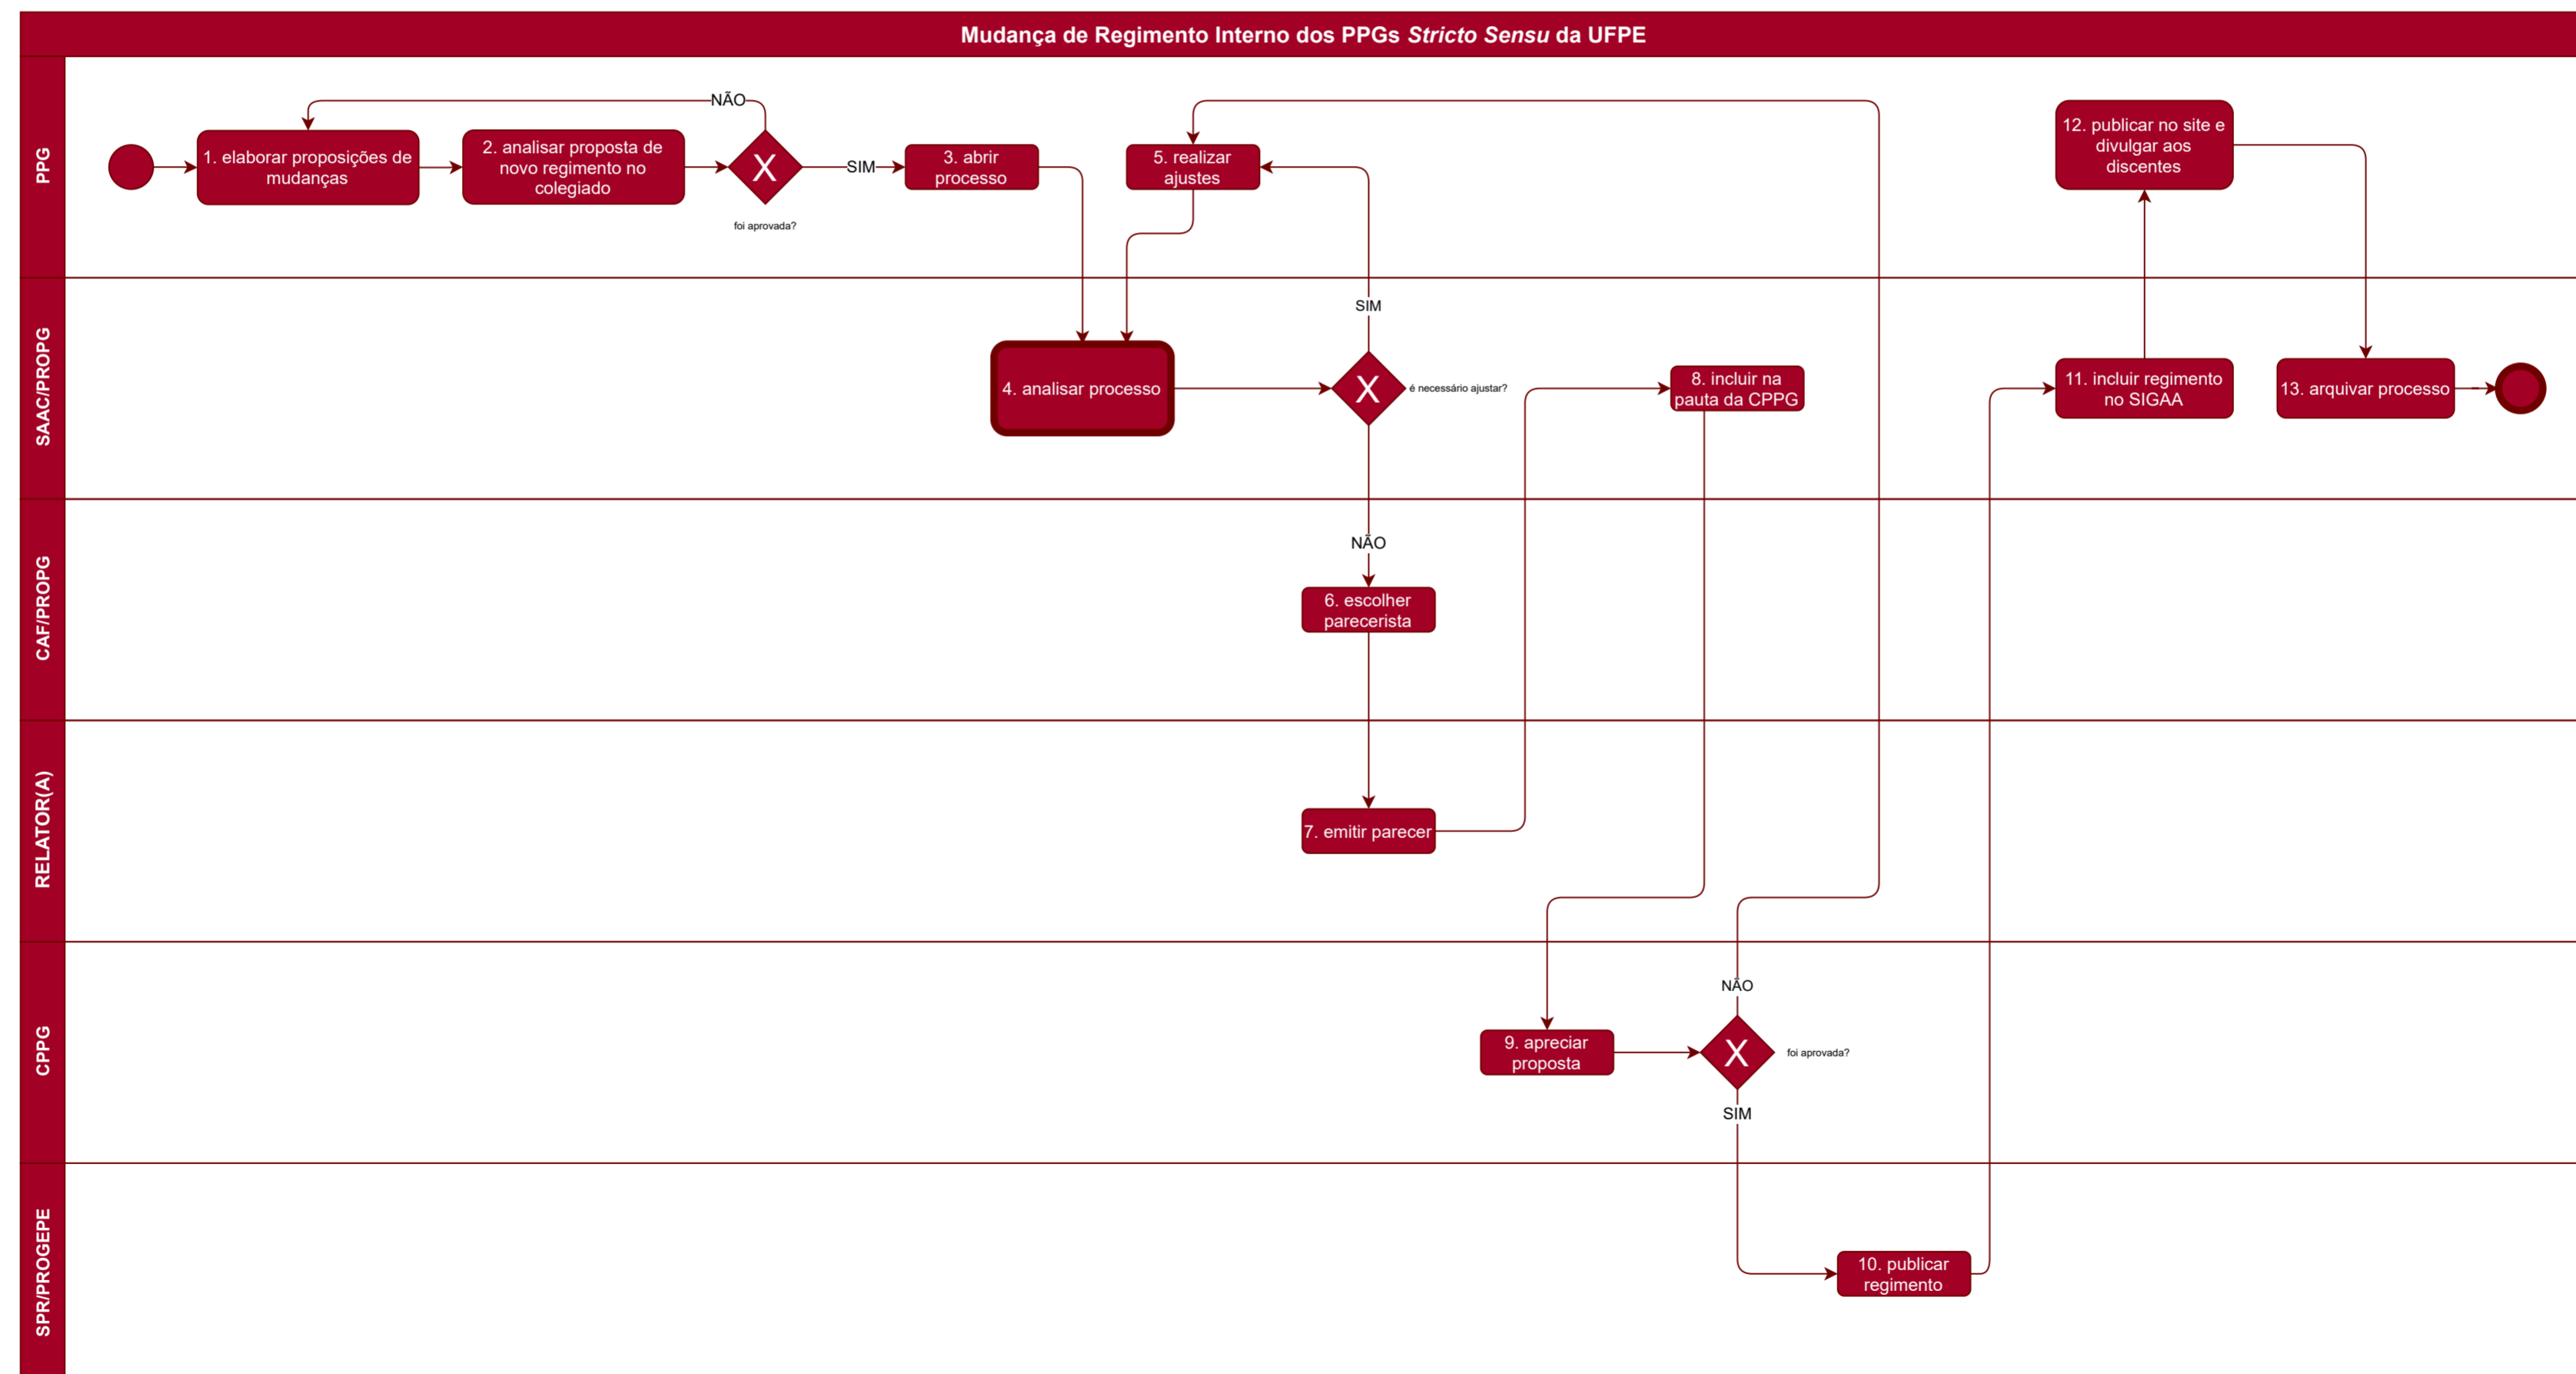 Mudança de Regimento Interno dos PPGs Stricto Sensu da UFPE
PPG
NÃO
1. elaborar proposições de
mudanças
2. analisar proposta de
novo regimento no
colegiado
X
foi aprovada?
SIM
3. abrir
processo
5. realizar
ajustes
12. publicar no site e
divulgar aos
discentes
SAAC/PROPG
4. analisar processo
SIM
X
é necessário ajustar?
8. incluir na
pauta da CPPG
11. incluir regimento
no SIGAA
13. arquivar processo
CAF/PROPG
NÃO
6. escolher
parecerista
RELATOR(A)
7. emitir parecer
CPPG
9. apreciar
proposta
NÃO
X
foi aprovada?
SIM
SPR/PROGEPE
10. publicar
regimento